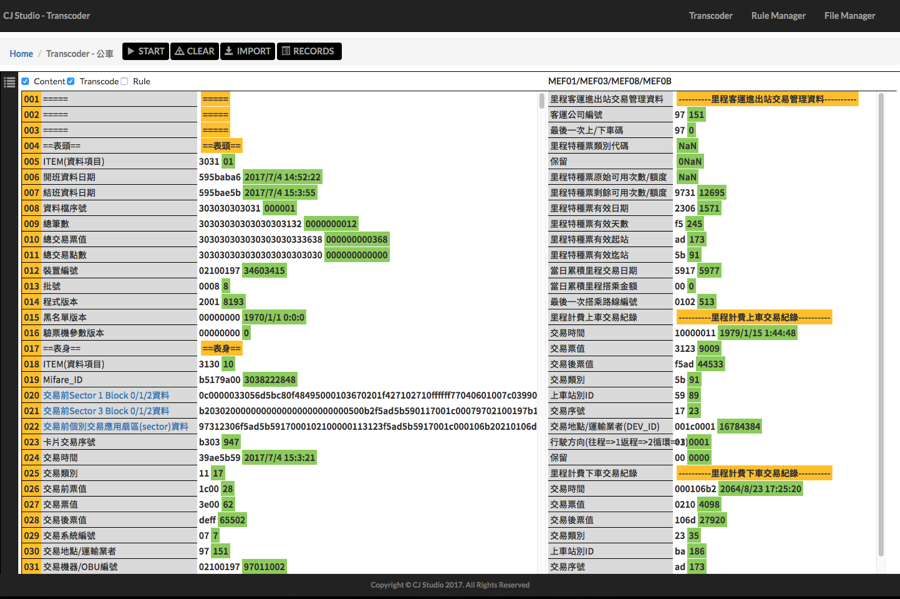 CJ Studio - Transcoder Transcoder Rule Manager File Manager
Home / Transcoder - 公車 START CLEAR IMPORT RECORDS
Content Transcode Rule
001 ===== =====
002 ===== =====
003 ===== =====
004 ==表頭== ==表頭==
005 ITEM(資料項目) 3031 01
006 開班資料日期 595baba6 2017/7/4 14:52:22
007 結班資料日期 595bae5b 2017/7/4 15:3:55
008 資料檔序號 303030303031 000001
009 總筆數 30303030303030303132 0000000012
010 總交易票值 303030303030303030333638 000000000368
011 總交易點數 303030303030303030303030 000000000000
012 裝置編號 02100197 34603415
013 批號 0008 8
014 程式版本 2001 8193
015 黑名單版本 00000000 1970/1/1 0:0:0
016 驗票機參數版本 00000000 0
017 ==表身== ==表身==
018 ITEM(資料項目) 3130 10
019 Mifare_ID b5179a00 3038222848
020 交易前Sector 1 Block 0/1/2資料 0c0000033056d5bc80f48495000103670201f427102710ffffff77040601007c03990
021 交易前Sector 3 Block 0/1/2資料 b203020000000000000000000000500b2f5ad5b590117001c00079702100197b1
022 交易前個別交易應用扇區(sector)資料 97312306f5ad5b5917000102100000113123f5ad5b5917001c000106b20210106d
023 卡片交易序號 b303 947
024 交易時間 39ae5b59 2017/7/4 15:3:21
025 交易類別 11 17
026 交易前票值 1c00 28
027 交易票值 3e00 62
028 交易後票值 deff 65502
029 交易系統編號 07 7
030 交易地點/運輸業者 97 151
031 交易機器/OBU編號 02100197 97011002
MEF01/MEF03/MEF08/MEF0B
里程客運進出站交易管理資料 ----------里程客運進出站交易管理資料----------
客運公司編號 97 151
最後一次上/下車碼 97 0
里程特種票類別代碼 NaN
保留 0NaN
里程特種票原始可用次數/額度 NaN
里程特種票剩餘可用次數/額度 9731 12695
里程特種票有效日期 2306 1571
里程特種票有效天數 f5 245
里程特種票有效起站 ad 173
里程特種票有效迄站 5b 91
當日累積里程交易日期 5917 5977
當日累積里程搭乘金額 00 0
最後一次搭乘路線編號 0102 513
里程計費上車交易紀錄 ----------里程計費上車交易紀錄----------
交易時間 10000011 1979/1/15 1:44:48
交易票值 3123 9009
交易後票值 f5ad 44533
交易類別 5b 91
上車站別ID 59 89
交易序號 17 23
交易地點/運輸業者(DEV_ID) 001c0001 16784384
行駛方向(往程=>1返程=>2循環= 0001
保留 00 0000
里程計費下車交易紀錄 ----------里程計費下車交易紀錄----------
交易時間 000106b2 2064/8/23 17:25:20
交易票值 0210 4098
交易後票值 106d 27920
交易類別 23 35
上車站別ID ba 186
交易序號 ad 173
Copyright © CJ Studio 2017. All Rights Reserved